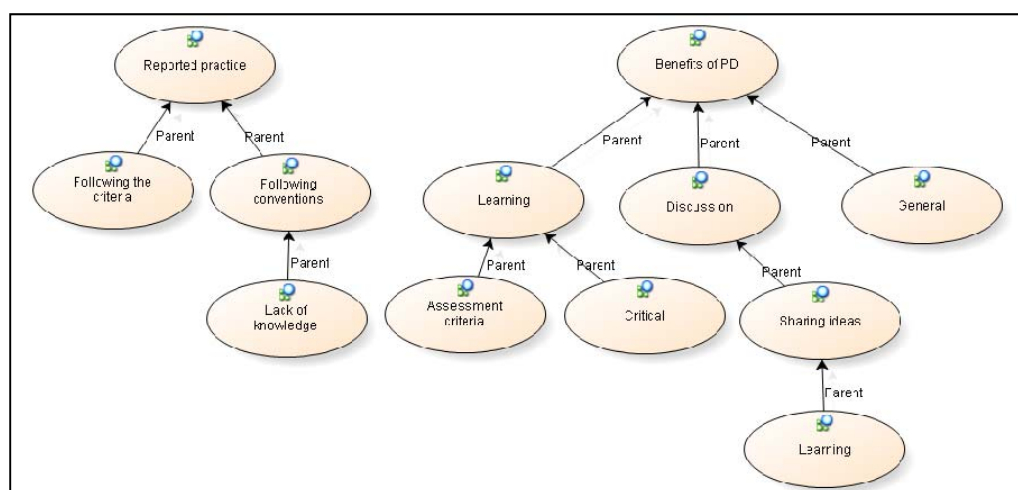 Reported practice
Benefits of PD
Parent
Parent
Parent
Parent
Parent
Following the
criteria
Following
conventions
Learning
Discussion
General
Parent
Parent
Parent
Parent
Lack of
knowledge
Assessment
criteria
Critical
Sharing ideas
Parent
Learning